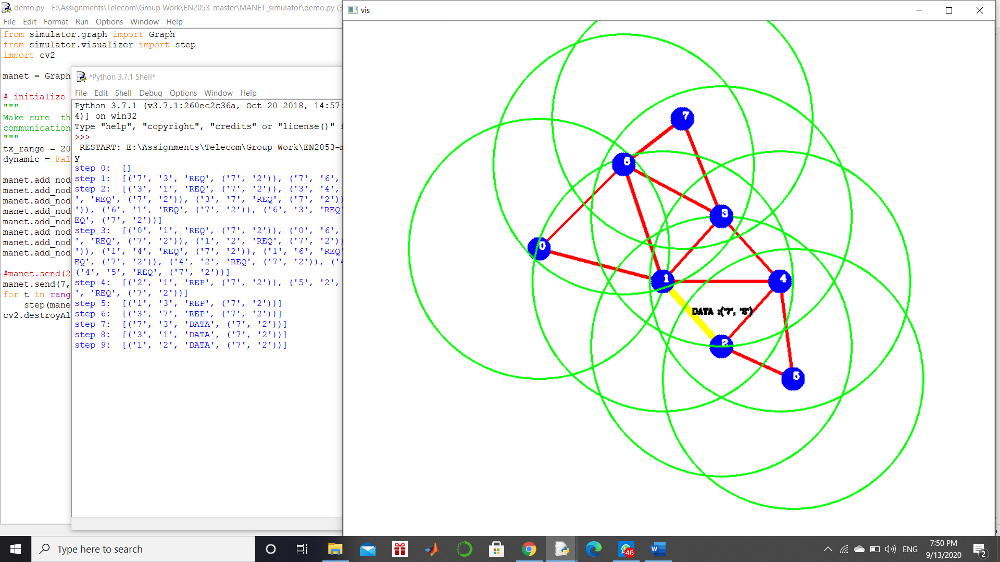 demo.py - E:\Assignments\Telecom\Group Work\EN2053-master\MANET_simulator\demo.py (3
File Edit Format Run Options Window Help
from simulator.graph import Graph
from simulator.visualizer import step
import cv2
manet = Graph
# initialize
"""
Make sure th
communication
"""
tx_range = 20
dynamic = Fal
manet.add_nod
manet.add_nod
manet.add_nod
manet.add_nod
manet.add_nod
manet.add_nod
manet.add_nod
manet.add_nod
#manet.send(2
manet.send(7,
for t in rang
step(mane
cv2.destroyAl
*Python 3.7.1 Shell*
File Edit Shell Debug Options Window Help
Python 3.7.1 (v3.7.1:260ec2c36a, Oct 20 2018, 14:57:
4)] on win32
Type "help", "copyright", "credits" or "license()" f
>>>
RESTART: E:\Assignments\Telecom\Group Work\EN2053-m
y
step 0: []
step 1: [('7', '3', 'REQ', ('7', '2')), ('7', '6',
step 2: [('3', '1', 'REQ', ('7', '2')), ('3', '4',
', 'REQ', ('7', '2')), ('3', '7', 'REQ', ('7', '2'))
')), ('6', '1', 'REQ', ('7', '2')), ('6', '3', 'REQ'
EQ', ('7', '2'))]
step 3: [('0', '1', 'REQ', ('7', '2')), ('0', '6',
', 'REQ', ('7', '2')), ('1', '2', 'REQ', ('7', '2'))
')), ('1', '4', 'REQ', ('7', '2')), ('1', '6', 'REQ'
EQ', ('7', '2')), ('4', '2', 'REQ', ('7', '2')), ('4
('4', '5', 'REQ', ('7', '2'))]
step 4: [('2', '1', 'REP', ('7', '2')), ('5', '2',
', 'REQ', ('7', '2'))]
step 5: [('1', '3', 'REP', ('7', '2'))]
step 6: [('3', '7', 'REP', ('7', '2'))]
step 7: [('7', '3', 'DATA', ('7', '2'))]
step 8: [('3', '1', 'DATA', ('7', '2'))]
step 9: [('1', '2', 'DATA', ('7', '2'))]
vis
7
6
3
0
1
4
DATA :('7', '2')
2
5
Type here to search
46
ENG
7:50 PM
9/13/2020
2